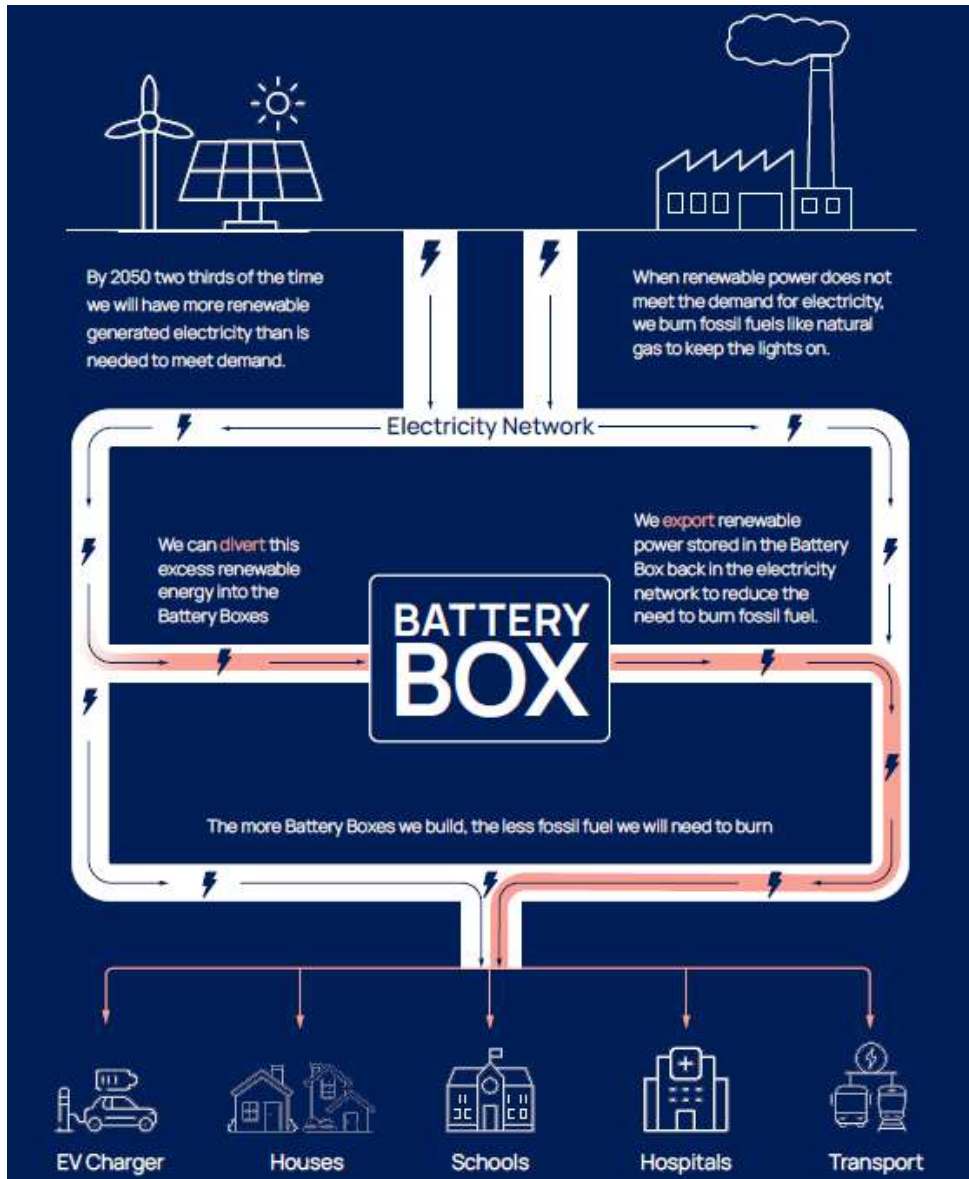 By 2050 two thirds of the time
we will have more renewable
generated electricity than is
needed to meet demand.
When renewable power does not
meet the demand for electricity,
we burn fossil fuels like natural
gas to keep the lights on.
Electricity Network
We can divert this
excess renewable
energy into the
Battery Boxes
We export renewable
power stored in the Battery
Box back in the electricity
network to reduce the
need to burn fossil fuel.
BATTERY
BOX
The more Battery Boxes we build, the less fossil fuel we will need to burn
EV Charger
Houses
Schools
Hospitals
Transport